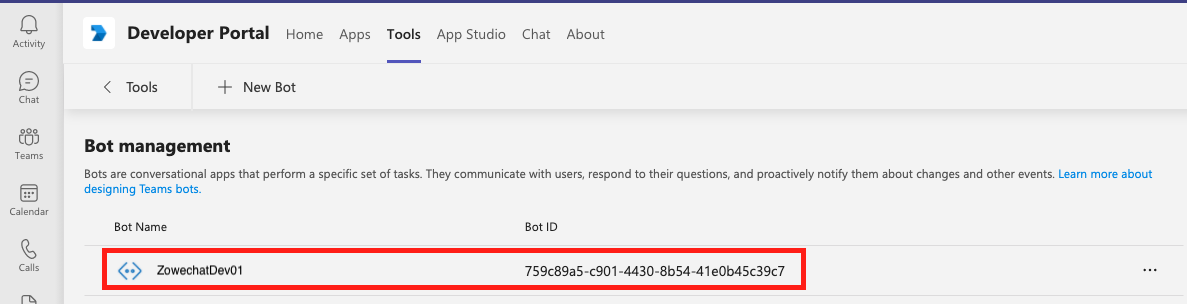 Activity
Chat
Teams
Calendar
Calls
Developer Portal Home Apps Tools App Studio Chat About
Tools New Bot
Bot management
Bots are conversational apps that perform a specific set of tasks. They communicate with users, respond to their questions, and proactively notify them about changes and other events. Learn more about
designing Teams bots.
Bot Name Bot ID
ZowechatDev01 759c89a5-c901-4430-8b54-41e0b45c39c7